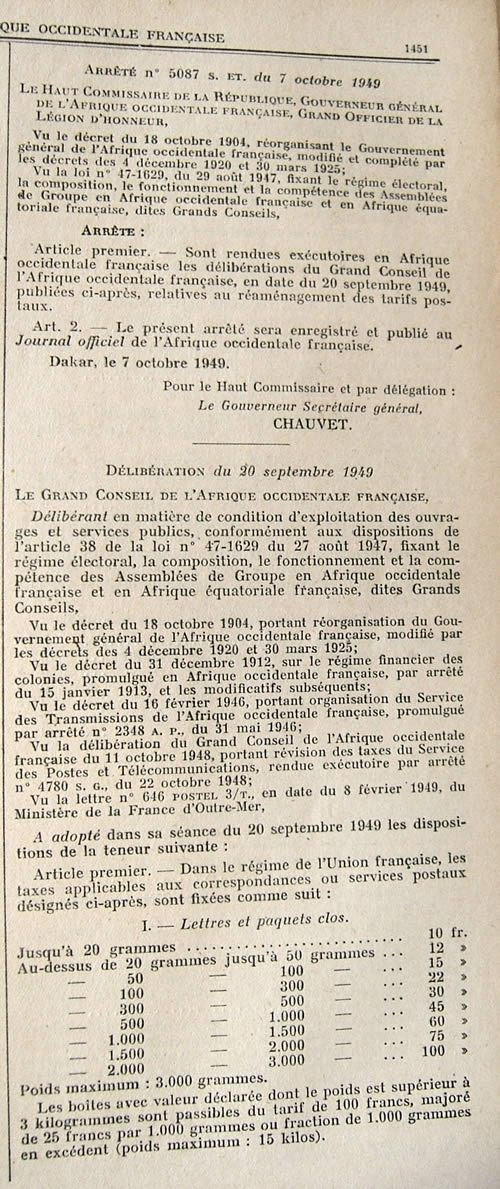 QUE OCCIDENTALE FRANÇAISE
1451
ARRÊTÉ n° 5087 S. ET. du 7 octobre 1949
LE HAUT COMMISSAIRE DE LA RÉPUBLIQUE, GOUVERNEUR GÉNÉRAL
DE L'AFRIQUE OCCIDENTALE FRANÇAISE, GRAND OFFICIER DE LA
LÉGION D'HONNEUR,
Vu le décret du 18 octobre 1904, réorganisant le Gouvernement
général de l'Afrique occidentale française, modifié et complété par
les décrets des 4 décembre 1920 et 30 mars 1925;
Vu la loi n° 47-1629, du 29 août 1947, fixant le régime électoral,
la composition, le fonctionnement et la compétence des Assemblées
de Groupe en Afrique occidentale française et en Afrique équa-
toriale française, dites Grands Conseils,
ARRÊTE :
Article premier. — Sont rendues exécutoires en Afrique
occidentale française les délibérations du Grand Conseil de
l'Afrique occidentale française, en date du 20 septembre 1949,
publiées ci-après, relatives au réaménagement des tarifs pos-
taux.
Art. 2. — Le présent arrêté sera enregistré et publié au
Journal officiel de l'Afrique occidentale française.
Dakar, le 7 octobre 1949.
Pour le Haut Commissaire et par délégation :
Le Gouverneur Secrétaire général,
CHAUVET.
DÉLIBÉRATION du 20 septembre 1949
LE GRAND CONSEIL DE L'AFRIQUE OCCIDENTALE FRANÇAISE,
Délibérant en matière de condition d'exploitation des ouvra-
ges et services publics, conformément aux dispositions de
l'article 38 de la loi n° 47-1629 du 27 août 1947, fixant le
régime électoral, la composition, le fonctionnement et la com-
pétence des Assemblées de Groupe en Afrique occidentale
française et en Afrique équatoriale française, dites Grands
Conseils,
Vu le décret du 18 octobre 1904, portant réorganisation du Gou-
vernement général de l'Afrique occidentale française, modifié par
les décrets des 4 décembre 1920 et 30 mars 1925;
Vu le décret du 31 décembre 1912, sur le régime financier des
colonies, promulgué en Afrique occidentale française, par arrêté
du 15 janvier 1913, et les modificatifs subséquents;
Vu le décret du 16 février 1946, portant organisation du Service
des Transmissions de l'Afrique occidentale française, promulgué
par arrêté n° 2348 A. P., du 31 mai 1946;
Vu la délibération du Grand Conseil de l'Afrique occidentale
française du 11 octobre 1948, portant révision des taxes du Service
des Postes et Télécommunications, rendue exécutoire par arrêté
n° 4780 S. G., du 22 octobre 1948;
Vu la lettre n° 646 POSTEL 3/T., en date du 8 février 1949, du
Ministère de la France d'Outre-Mer,
A adopté dans sa séance du 20 septembre 1949 les disposi-
tions de la teneur suivante :
Article premier. — Dans le régime de l'Union française, les
taxes applicables aux correspondances ou services postaux
désignés ci-après, sont fixées comme suit :
I. — Lettres et paquets clos.
Jusqu'à 20 grammes .............................. 10 fr.
Au-dessus de 20 grammes jusqu'à 50 grammes ... 12 »
— 50 — 100 — ... 15 »
— 100 — 300 — ... 22 »
— 300 — 500 — ... 30 »
— 500 — 1.000 — ... 45 »
— 1.000 — 1.500 — ... 60 »
— 1.500 — 2.000 — ... 75 »
— 2.000 — 3.000 — ... 100 »
Poids maximum : 3.000 grammes.
Les boîtes avec valeur déclarée dont le poids est supérieur à
3 kilogrammes sont passibles du tarif de 100 francs, majoré
de 25 francs par 1.000 grammes ou fraction de 1.000 grammes
en excédent (poids maximum : 15 kilos).